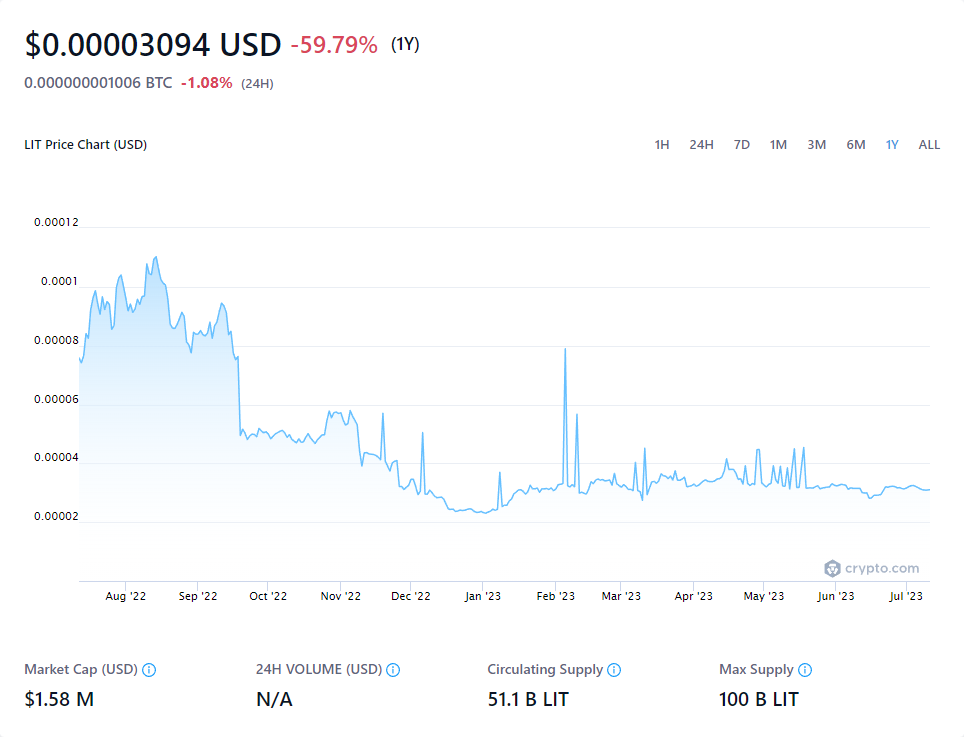 $0.00003094 USD -59.79% (1Y)
0.000000001006 BTC -1.08% (24H)
LIT Price Chart (USD) 1H 24H 7D 1M 3M 6M 1Y ALL
0.00012
0.0001
0.00008
0.00006
0.00004
0.00002
crypto.com
Aug '22 Sep '22 Oct '22 Nov '22 Dec '22 Jan '23 Feb '23 Mar '23 Apr '23 May '23 Jun '23 Jul '23
Market Cap (USD) 24H VOLUME (USD) Circulating Supply Max Supply
$1.58 M N/A 51.1 B LIT 100 B LIT